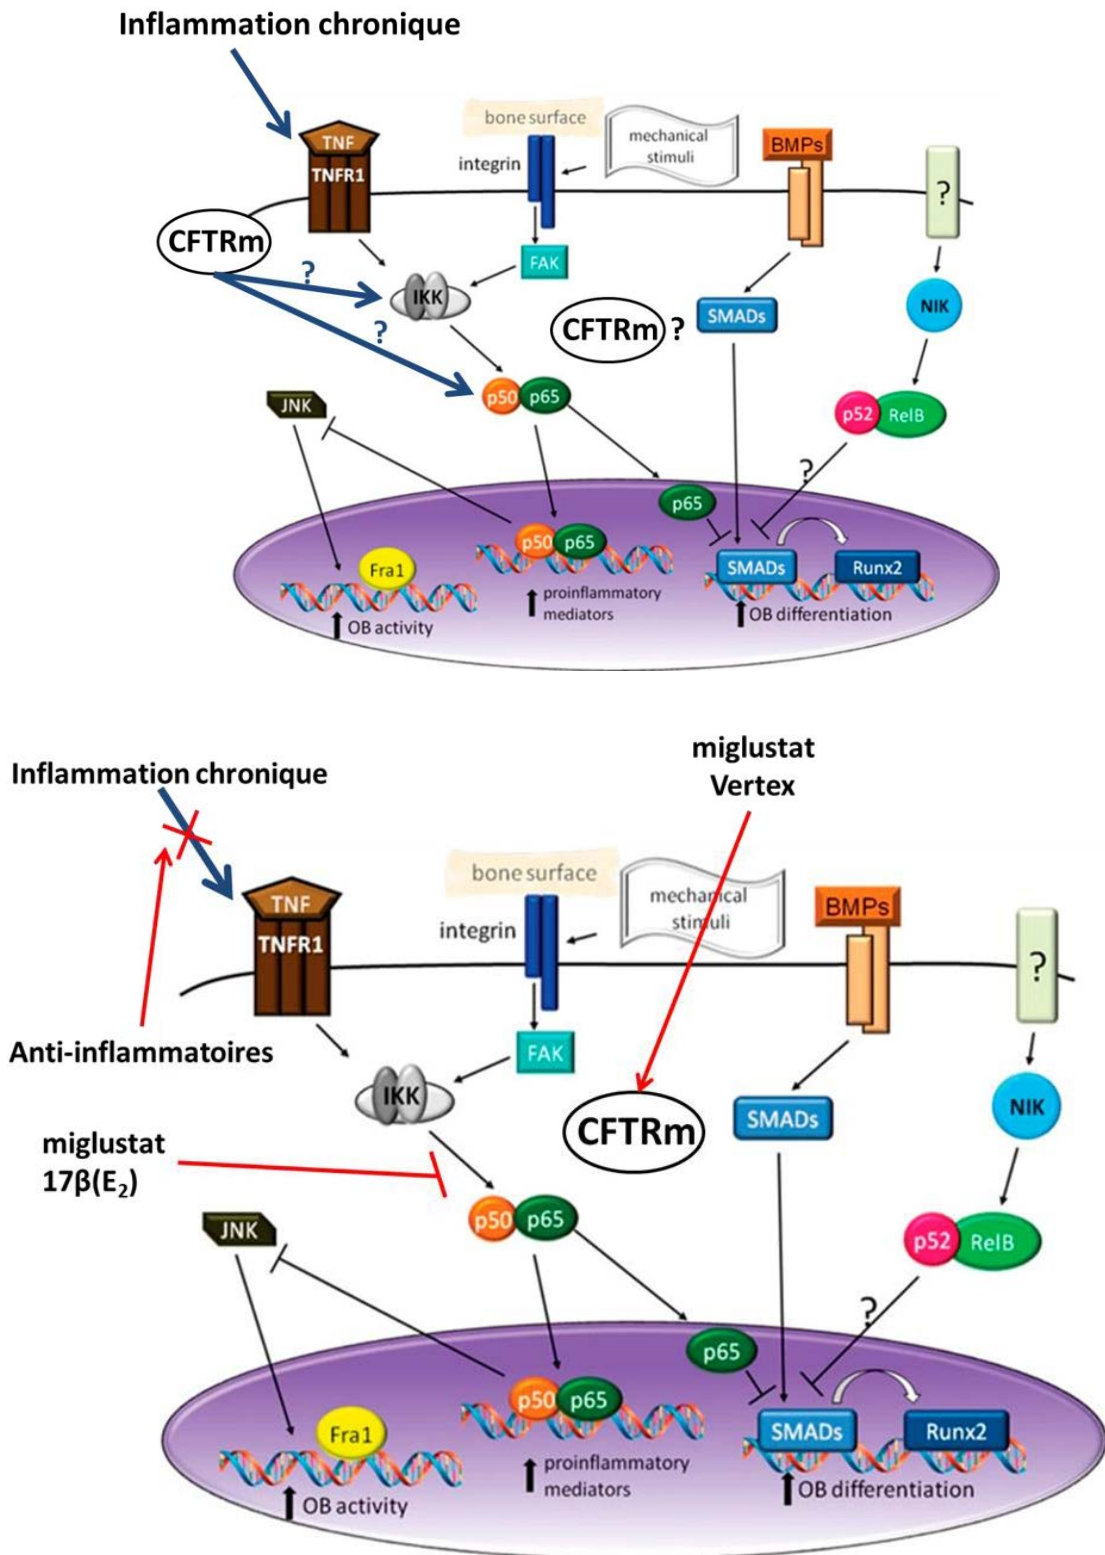 Inflammation chronique
TNF
TNFR1
bone surface
integrin
mechanical
stimuli
BMPs
?
CFTRm
?
?
IKK
FAK
CFTRm ?
SMADs
NIK
JNK
p50 p65
p52 RelB
?
p65
p50 p65
Fra1
SMADs
Runx2
OB activity
proinflammatory
mediators
OB differentiation
miglustat
Vertex
Inflammation chronique
TNF
TNFR1
bone surface
integrin
mechanical
stimuli
BMPs
?
Anti-inflammatoires
IKK
FAK
CFTRm
SMADs
NIK
miglustat
17β(E₂)
JNK
p50 p65
p52 RelB
?
p65
p50 p65
Fra1
SMADs
Runx2
OB activity
proinflammatory
mediators
OB differentiation